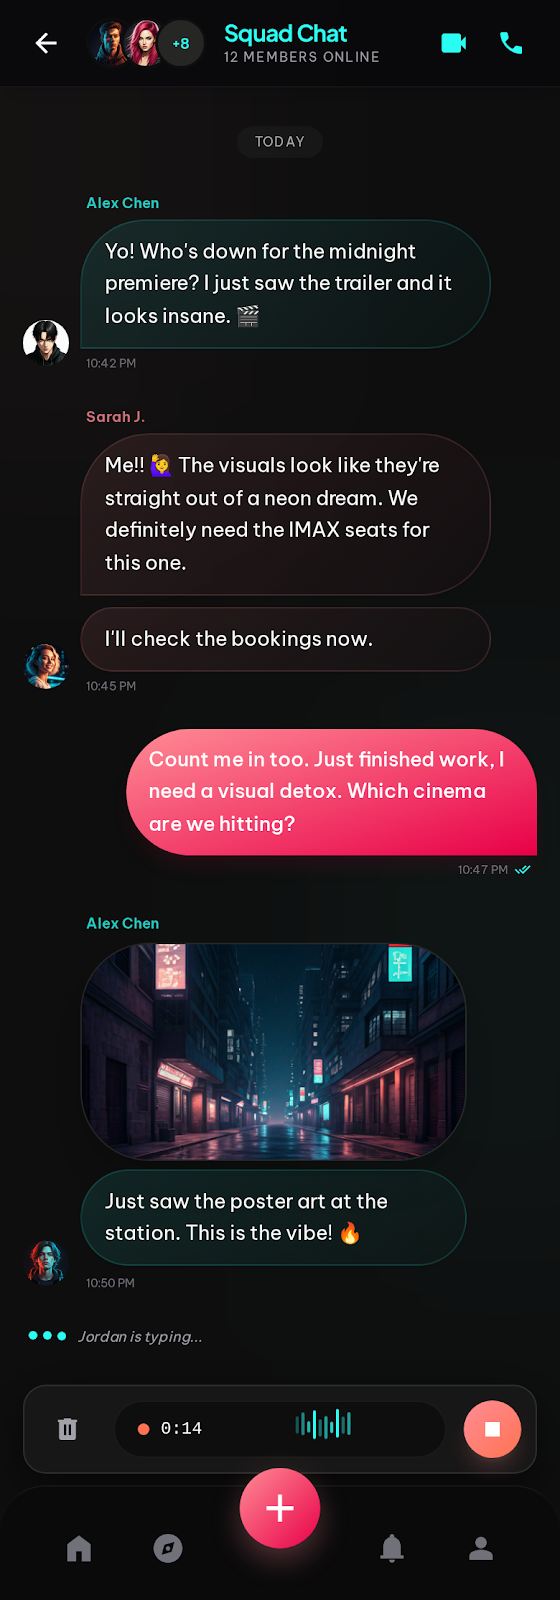 +8
Squad Chat
12 MEMBERS ONLINE
TODAY
Alex Chen
Yo! Who's down for the midnight
premiere? I just saw the trailer and it
looks insane. 🎬
10:42 PM
Sarah J.
Me!! 🙋‍♀️ The visuals look like they're
straight out of a neon dream. We
definitely need the IMAX seats for
this one.
I'll check the bookings now.
10:45 PM
Count me in too. Just finished work, I
need a visual detox. Which cinema
are we hitting?
10:47 PM
Alex Chen
Just saw the poster art at the
station. This is the vibe! 🔥
10:50 PM
Jordan is typing...
0:14